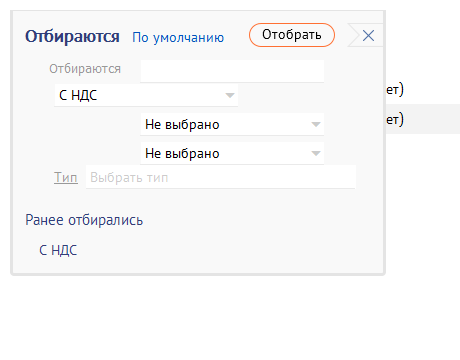 Отбираются По умолчанию Отобрать
Отбираются
ет)
С НДС
Не выбрано ет)
Не выбрано
Тип Выбрать тип
Ранее отбирались
С НДС